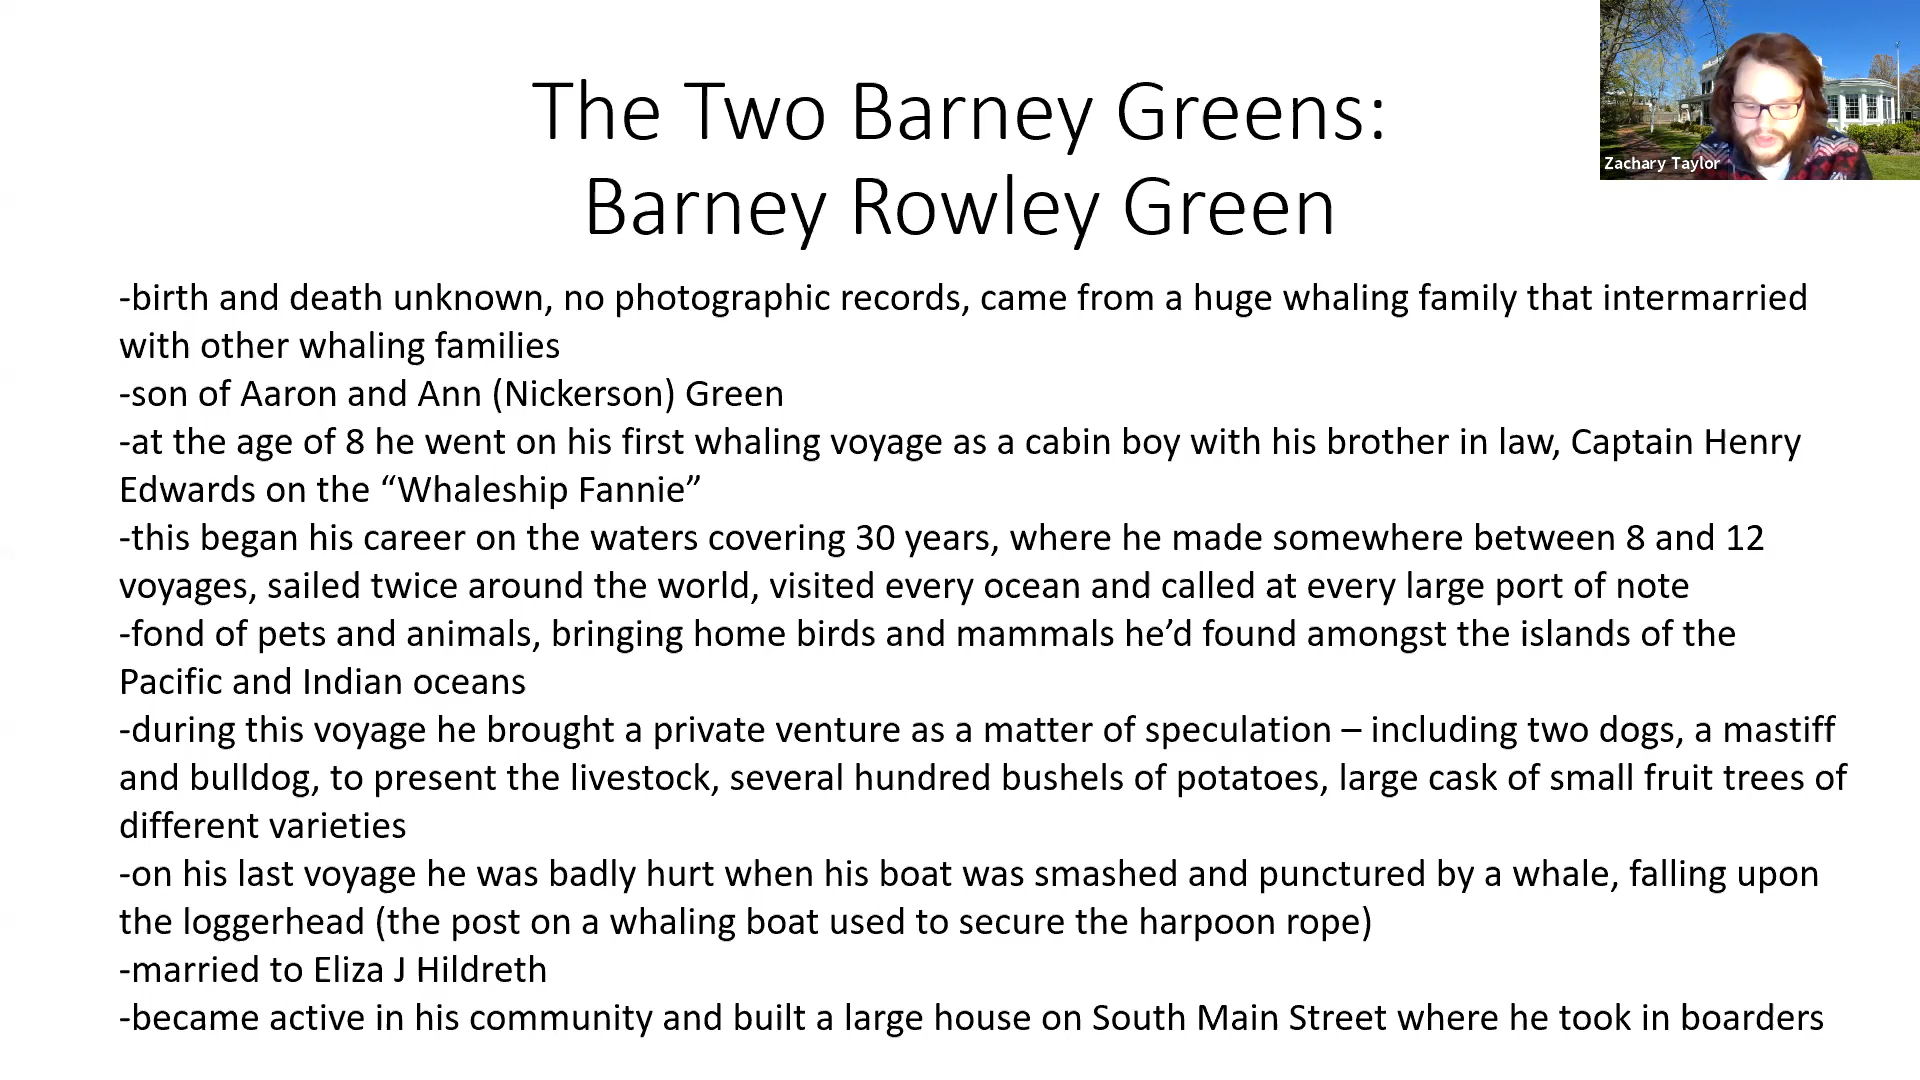 The Two Barney Greens:
Barney Rowley Green
Zachary Taylor
-birth and death unknown, no photographic records, came from a huge whaling family that intermarried
with other whaling families
-son of Aaron and Ann (Nickerson) Green
-at the age of 8 he went on his first whaling voyage as a cabin boy with his brother in law, Captain Henry
Edwards on the “Whaleship Fannie”
-this began his career on the waters covering 30 years, where he made somewhere between 8 and 12
voyages, sailed twice around the world, visited every ocean and called at every large port of note
-fond of pets and animals, bringing home birds and mammals he’d found amongst the islands of the
Pacific and Indian oceans
-during this voyage he brought a private venture as a matter of speculation – including two dogs, a mastiff
and bulldog, to present the livestock, several hundred bushels of potatoes, large cask of small fruit trees of
different varieties
-on his last voyage he was badly hurt when his boat was smashed and punctured by a whale, falling upon
the loggerhead (the post on a whaling boat used to secure the harpoon rope)
-married to Eliza J Hildreth
-became active in his community and built a large house on South Main Street where he took in boarders